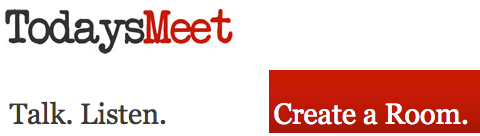 TodaysMeet
Talk. Listen.
Create a Room.